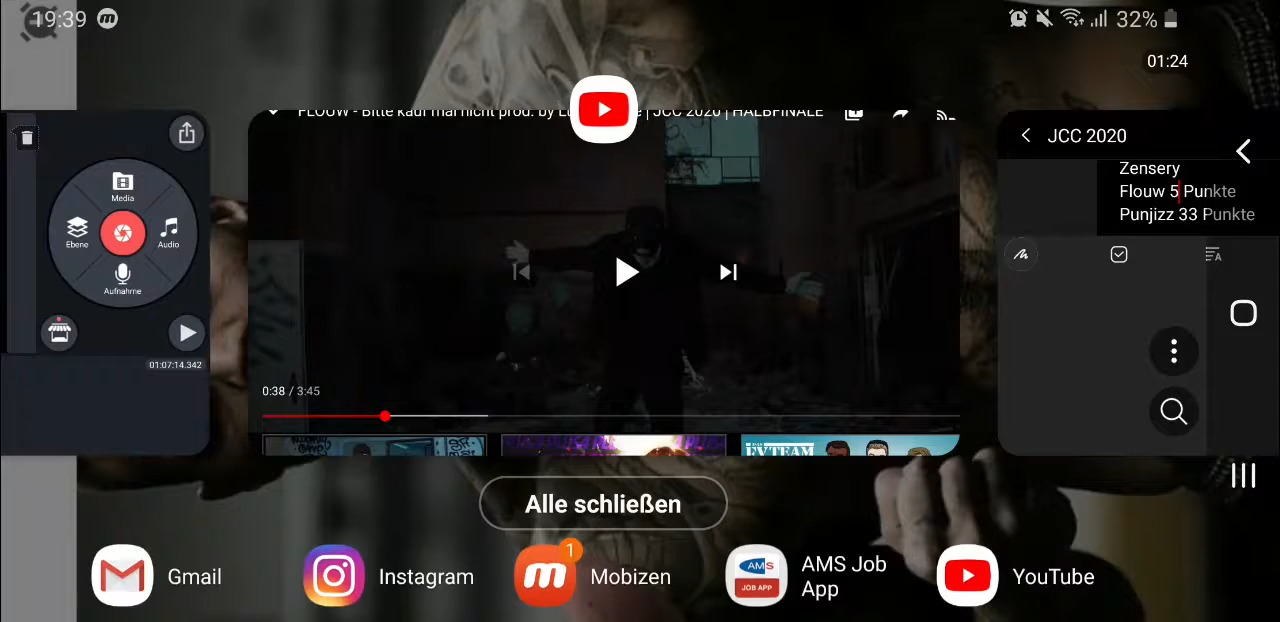 19:39
32%
01:24
FLOUW - Bitte kauf mal nicht prod. by | JCC 2020 | HALBFINALE
JCC 2020
Zensery
Flouw 5 Punkte
Punjizz 33 Punkte
Media
Ebene
Audio
Aufnahme
01:07:14.342
0:38 / 3:45
EVTEAM
Alle schließen
Gmail
Instagram
1
Mobizen
AMS
JOB APP
AMS Job
App
YouTube